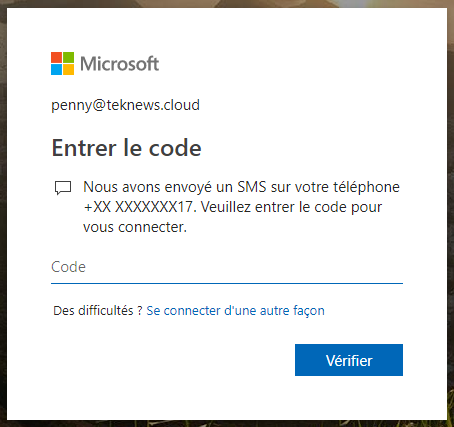 Microsoft
penny@teknews.cloud
Entrer le code
Nous avons envoyé un SMS sur votre téléphone
+XX XXXXXXX17. Veuillez entrer le code pour
vous connecter.
Code
Des difficultés ? Se connecter d'une autre façon
Vérifier